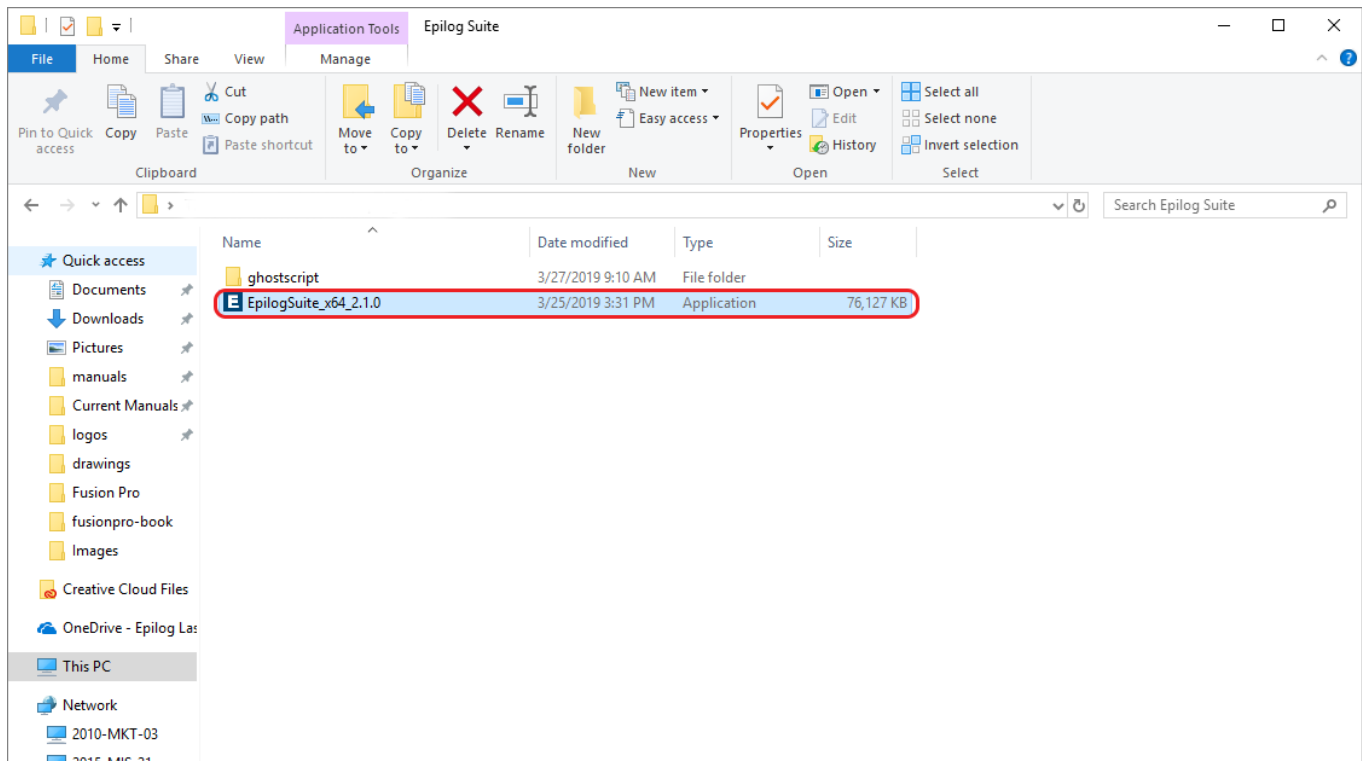 Application Tools Epilog Suite
File Home Share View Manage
Pin to Quick access
Copy
Paste
Cut
Copy path
Paste shortcut
Clipboard
Move to
Copy to
Delete
Rename
Organize
New folder
New item
Easy access
New
Properties
Open
Edit
History
Open
Select all
Select none
Invert selection
Select
Search Epilog Suite
Name Date modified Type Size
ghostscript 3/27/2019 9:10 AM File folder
EpilogSuite_x64_2.1.0 3/25/2019 3:31 PM Application 76,127 KB
Quick access
Documents
Downloads
Pictures
manuals
Current Manuals
logos
drawings
Fusion Pro
fusionpro-book
Images
Creative Cloud Files
OneDrive - Epilog Las
This PC
Network
2010-MKT-03